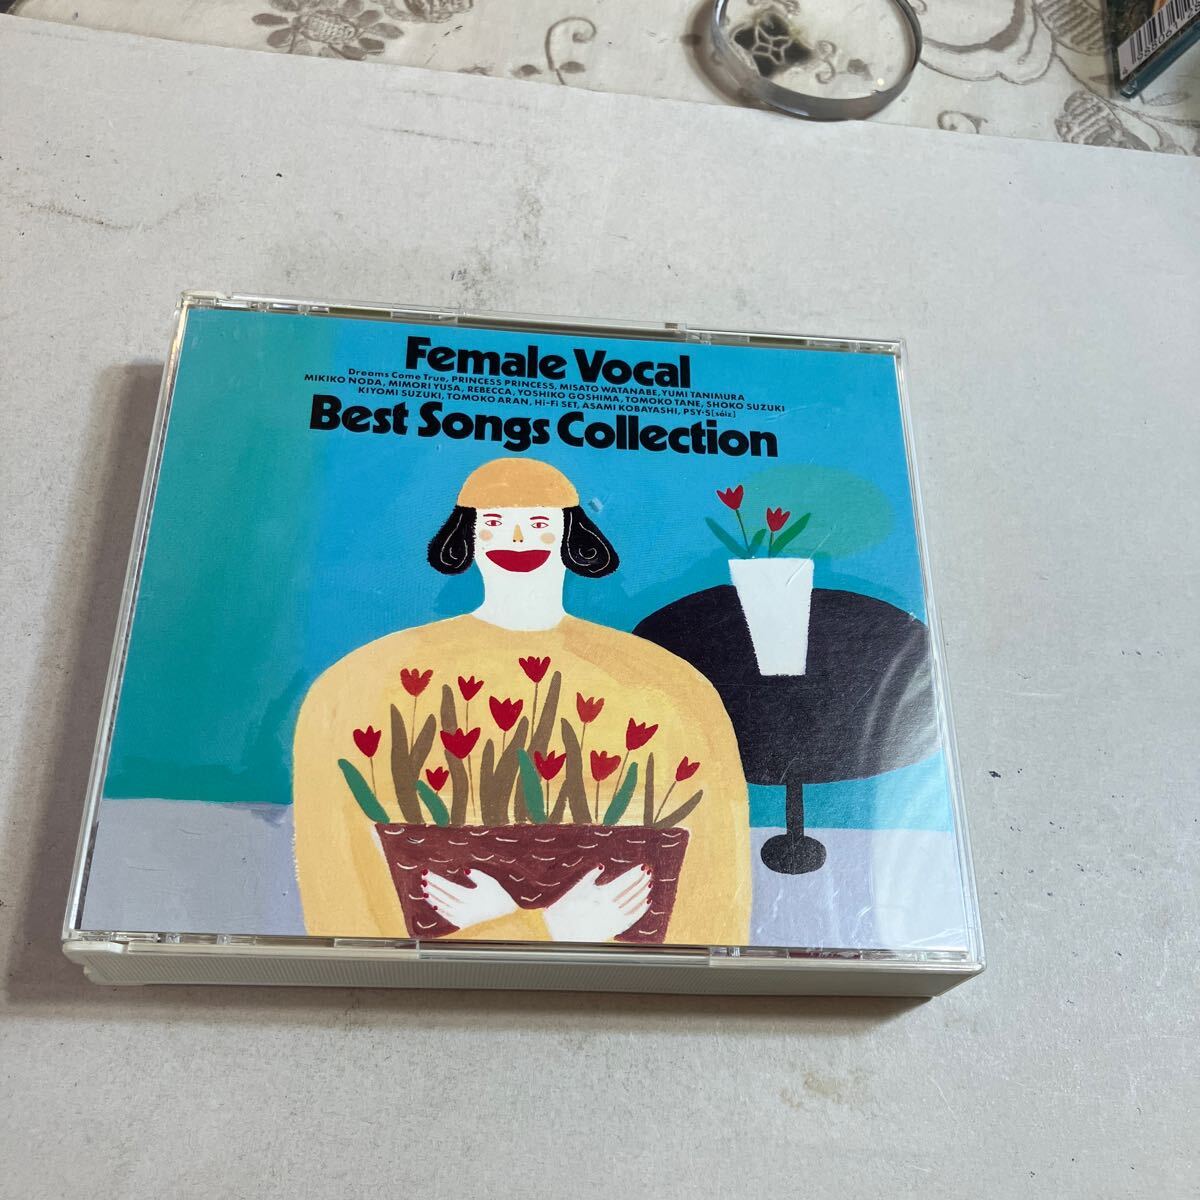 Female Vocal
Dreams Come True, PRINCESS PRINCESS, MISATO WATANABE, YUMI TANIMURA
MIKIKO NODA, MIMORI YUSA, REBECCA, YOSHIKO GOSHIMA, TOMOKO TANE, SHOKO SUZUKI
KIYOMI SUZUKI, TOMOKO ARAN, Hi-Fi SET, ASAMI KOBAYASHI, PSY·S[sáiz]
Best Songs Collection